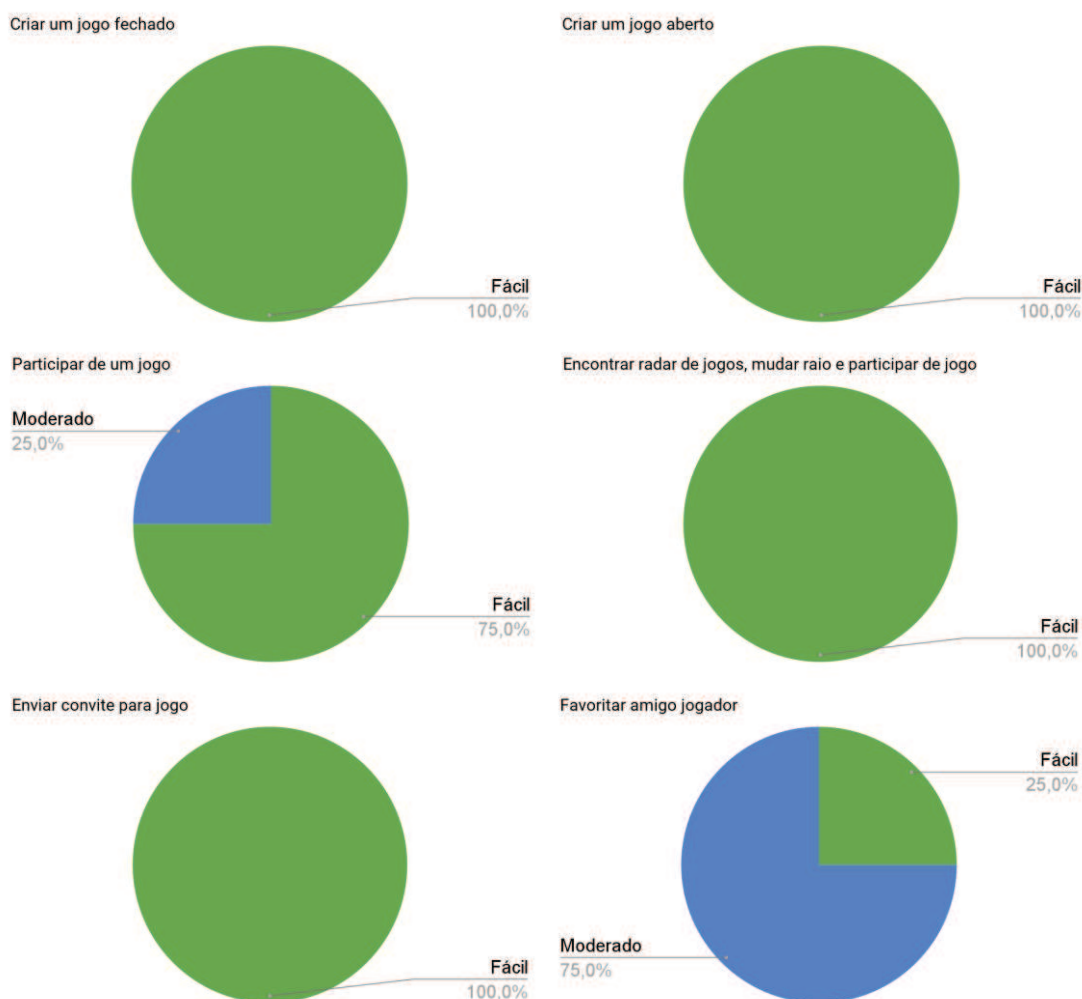 Criar um jogo fechado
Fácil
100,0%
Criar um jogo aberto
Fácil
100,0%
Participar de um jogo
Moderado
25,0%
Fácil
75,0%
Encontrar radar de jogos, mudar raio e participar de jogo
Fácil
100,0%
Enviar convite para jogo
Fácil
100,0%
Favoritar amigo jogador
Fácil
25,0%
Moderado
75,0%